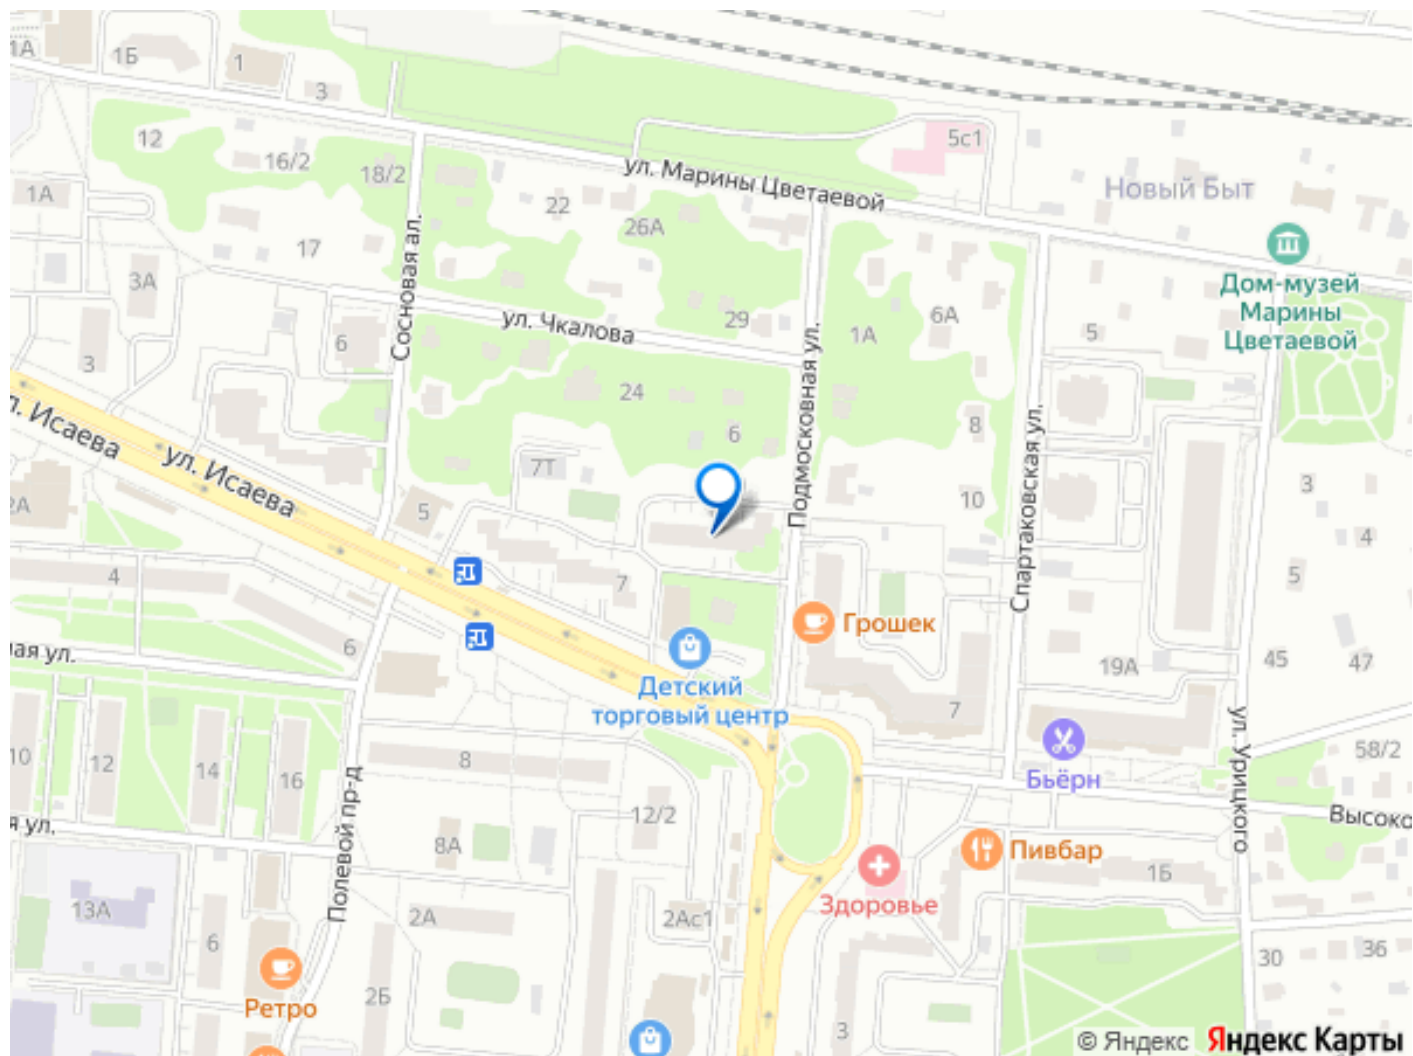 1А
1Б
1
3
12
16/2
18/2
5с1
ул. Марины Цветаевой
Новый Быт
1А
22
26А
17
3А
Сосновая ал.
Дом-музей
Марины
Цветаевой
ул. Чкалова
29
6А
1А
5
6
3
Подмосковная ул.
24
6
8
Спартаковская ул.
л. Исаева
ул. Исаева
7Т
10
3
2А
5
4
4
7
5
Грошек
6
ая ул.
19А
45
47
Детский
торговый центр
7
ул. Урицкого
10
12
14
16
8
Бьёрн
58/2
Полевой пр-д
12/2
Высоко
я ул.
8А
Пивбар
1Б
Здоровье
13А
2А
2Ас1
6
30
36
Ретро
2Б
3
© Яндекс Яндекс Карты